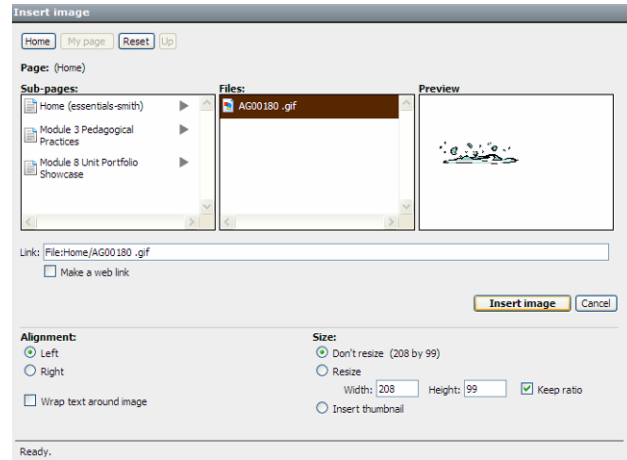 Insert image
Home My page Reset Up
Page: (Home)
Sub-pages: Files: Preview
Home (essentials-smith) AG00180 .gif
Module 3 Pedagogical
Practices
Module 8 Unit Portfolio
Showcase
Link: File:Home/AG00180 .gif
Make a web link
Insert image Cancel
Alignment: Size:
Left Don't resize (208 by 99)
Right Resize
Width: 208 Height: 99 Keep ratio
Wrap text around image
Insert thumbnail
Ready.